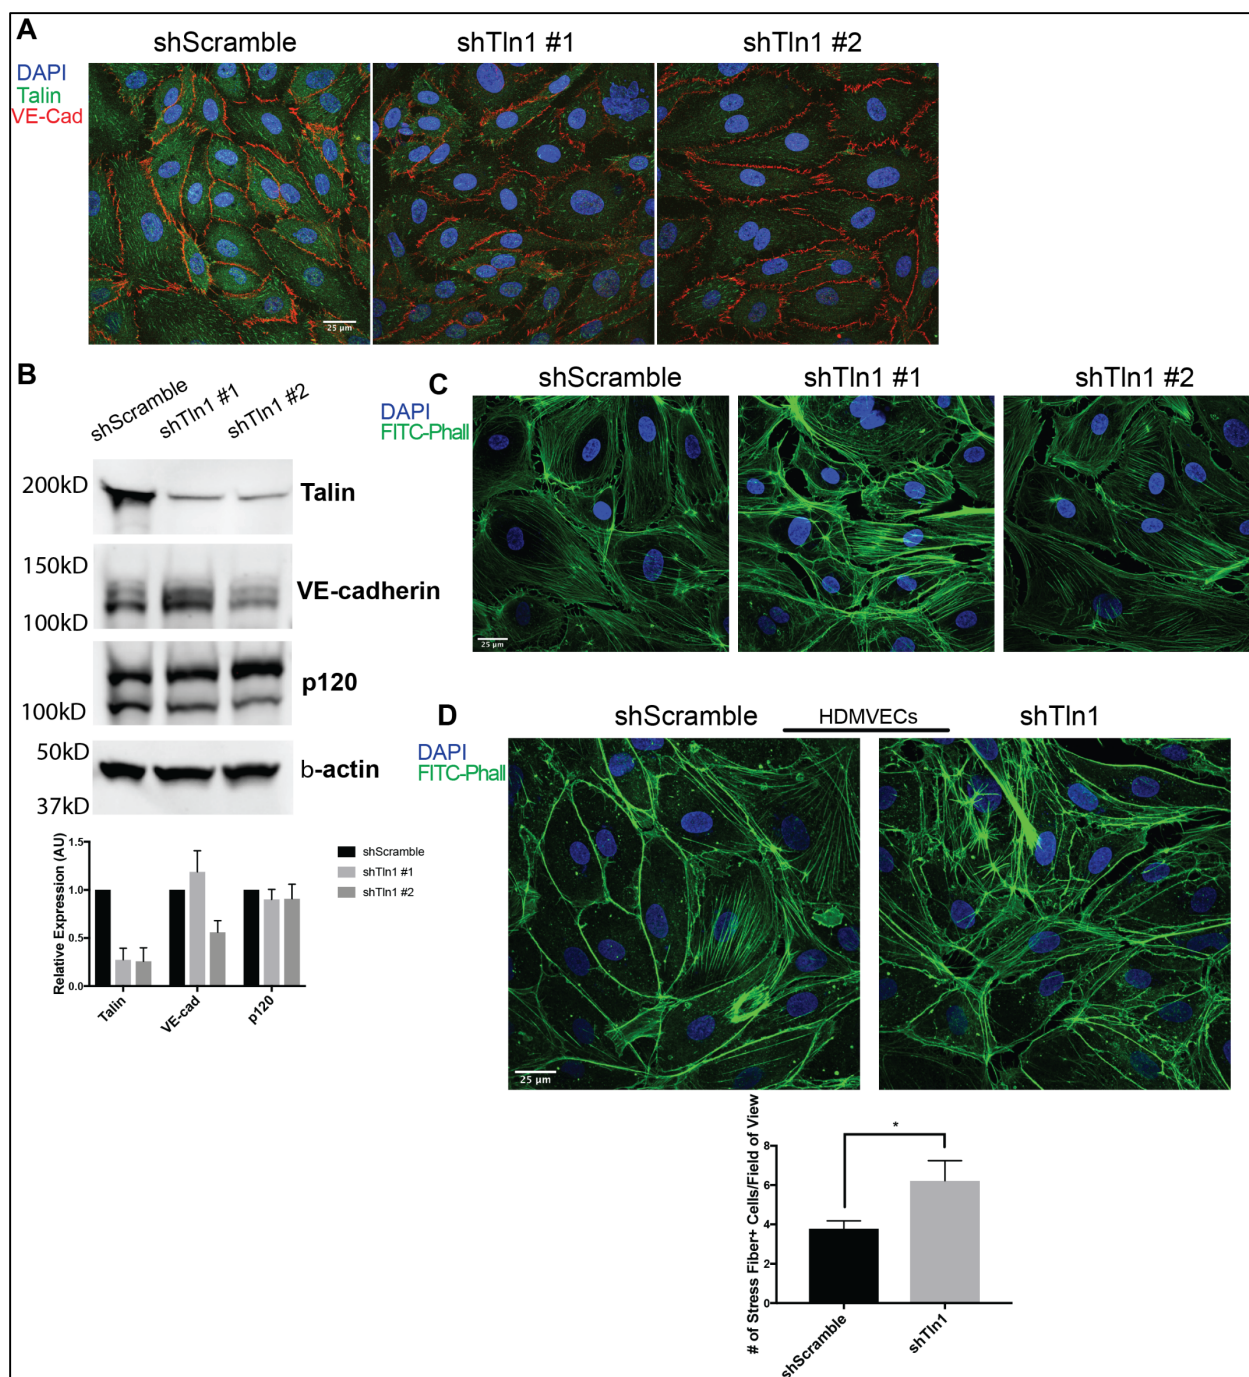 A
shScramble
shTln1 #1
shTln1 #2
DAPI
Talin
VE-Cad
25 µm
B
shScramble
shTln1 #1
shTln1 #2
200kD
Talin
150kD
VE-cadherin
100kD
p120
100kD
50kD
b-actin
37kD
Relative Expression (AU)
1.5
1.0
0.5
0.0
Talin
VE-cad
p120
shScramble
shTln1 #1
shTln1 #2
C
shScramble
shTln1 #1
shTln1 #2
DAPI
FITC-Phall
25 µm
D
shScramble
HDMVECs
shTln1
DAPI
FITC-Phall
25 µm
# of Stress Fiber+ Cells/Field of View
8
6
4
2
0
*
shScramble
shTln1